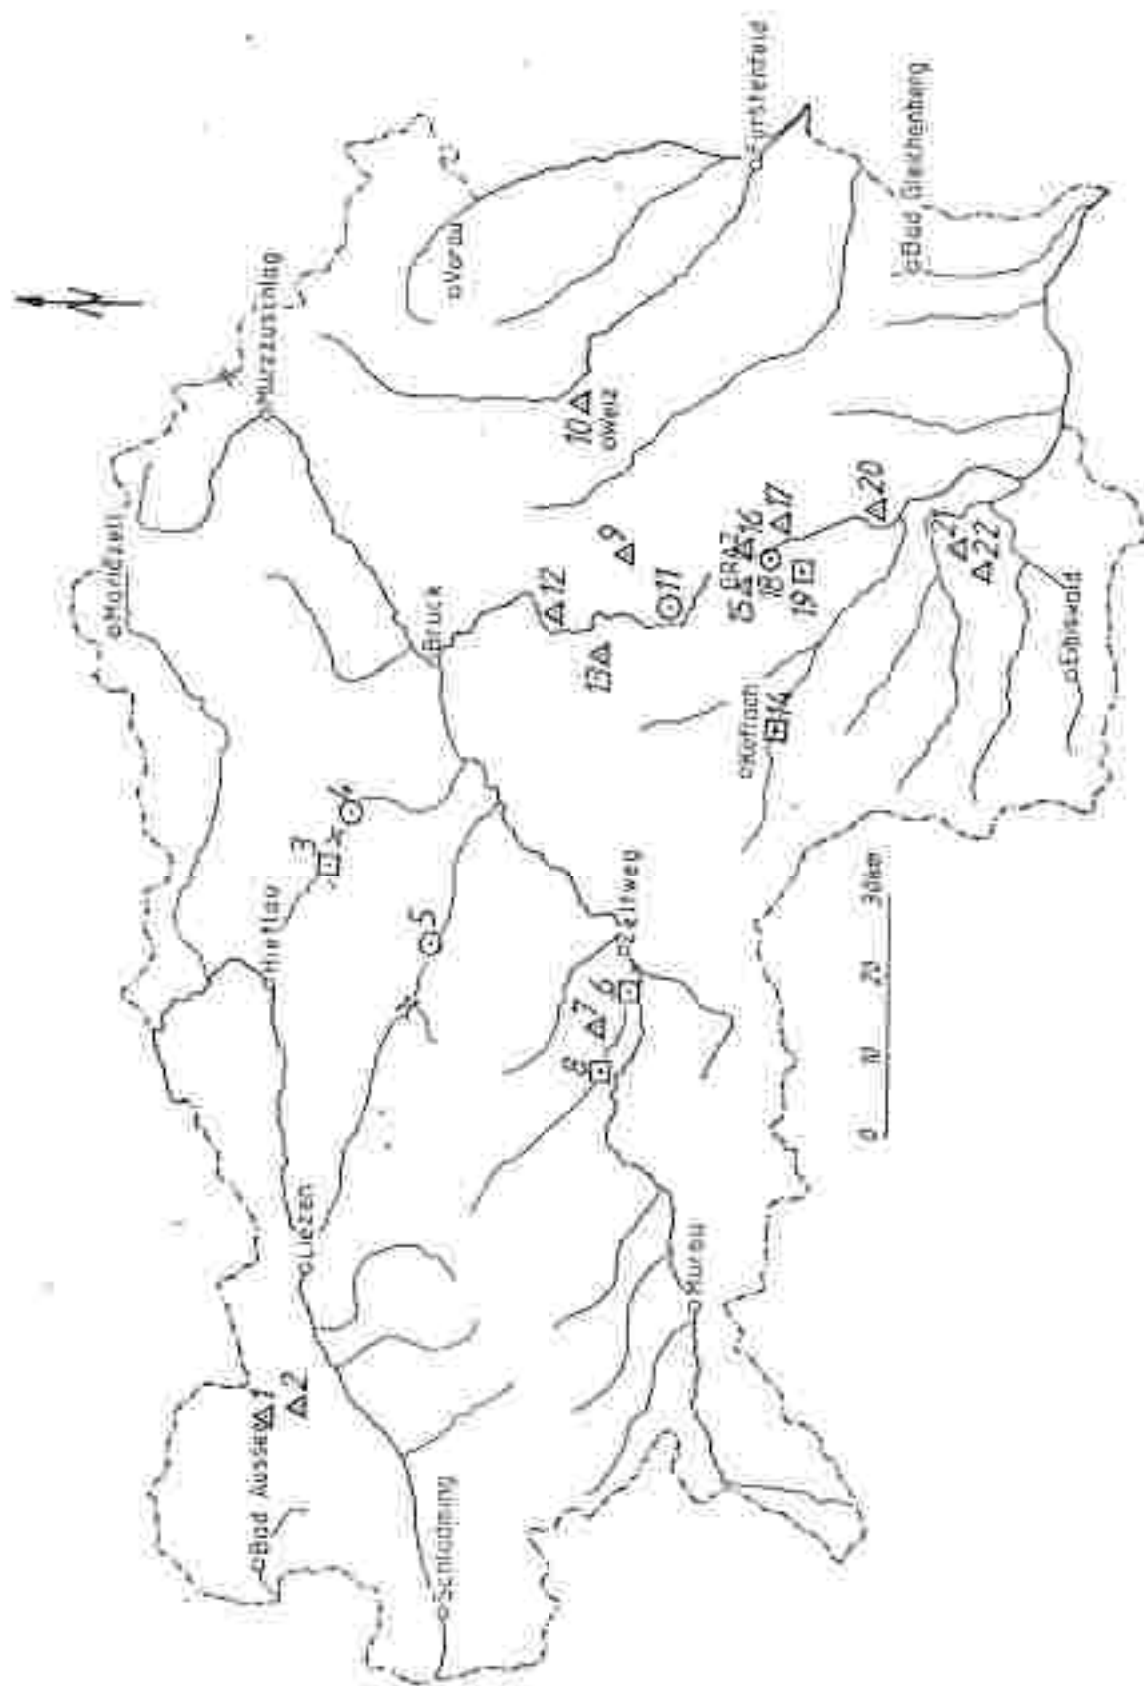 N
Mariazell
Mürzzuschlag
Hieflau
Bad Aussee
1
2
Liezen
3
4
Schladming
5
Bruck
Vorau
6
7
8
Zeltweg
Murau
9
10
Weiz
11
12
13
Köflach
14
GRAZ
15
16
17
18
19
20
21
22
Fürstenfeld
Bad Gleichenberg
Eibiswald
0 10 20 30km